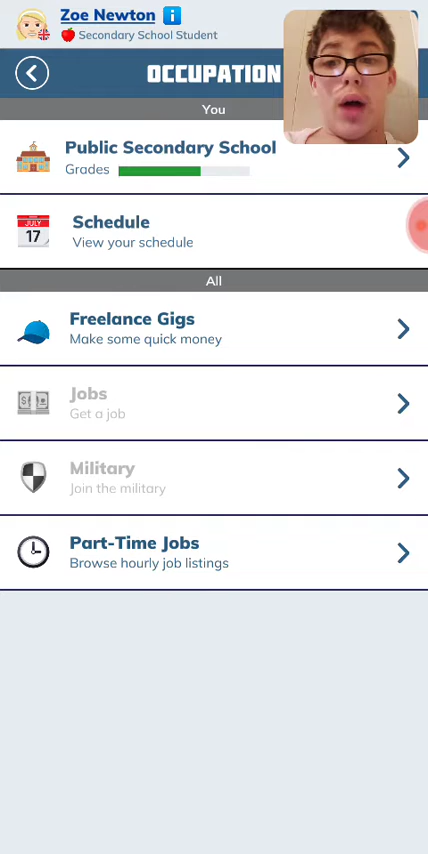 Zoe Newton
Secondary School Student
OCCUPATION
You
Public Secondary School
Grades
JULY
17
Schedule
View your schedule
All
Freelance Gigs
Make some quick money
Jobs
Get a job
Military
Join the military
Part-Time Jobs
Browse hourly job listings